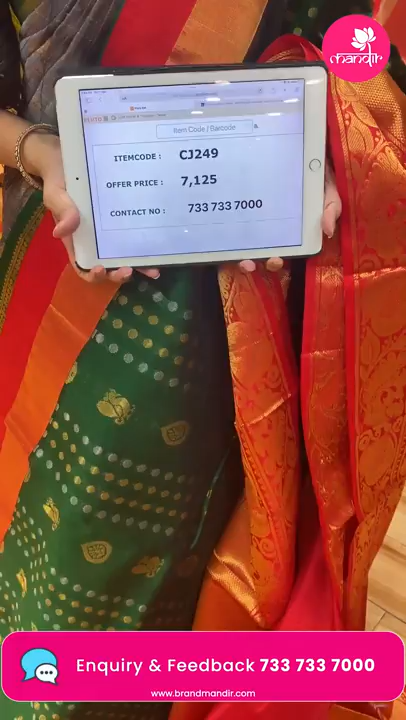 mandir
Item Code / Barcode
ITEMCODE : CJ249
OFFER PRICE : 7,125
CONTACT NO : 733 733 7000
Enquiry & Feedback 733 733 7000
www.brandmandir.com